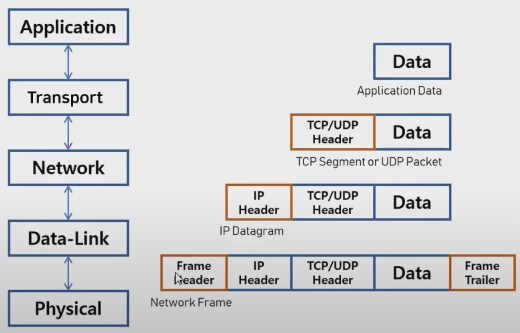 Application
Data
Application Data
Transport
TCP/UDP
Header
Data
TCP Segment or UDP Packet
Network
IP
Header
TCP/UDP
Header
Data
IP Datagram
Data-Link
Frame
Header
IP
Header
TCP/UDP
Header
Data
Frame
Trailer
Network Frame
Physical